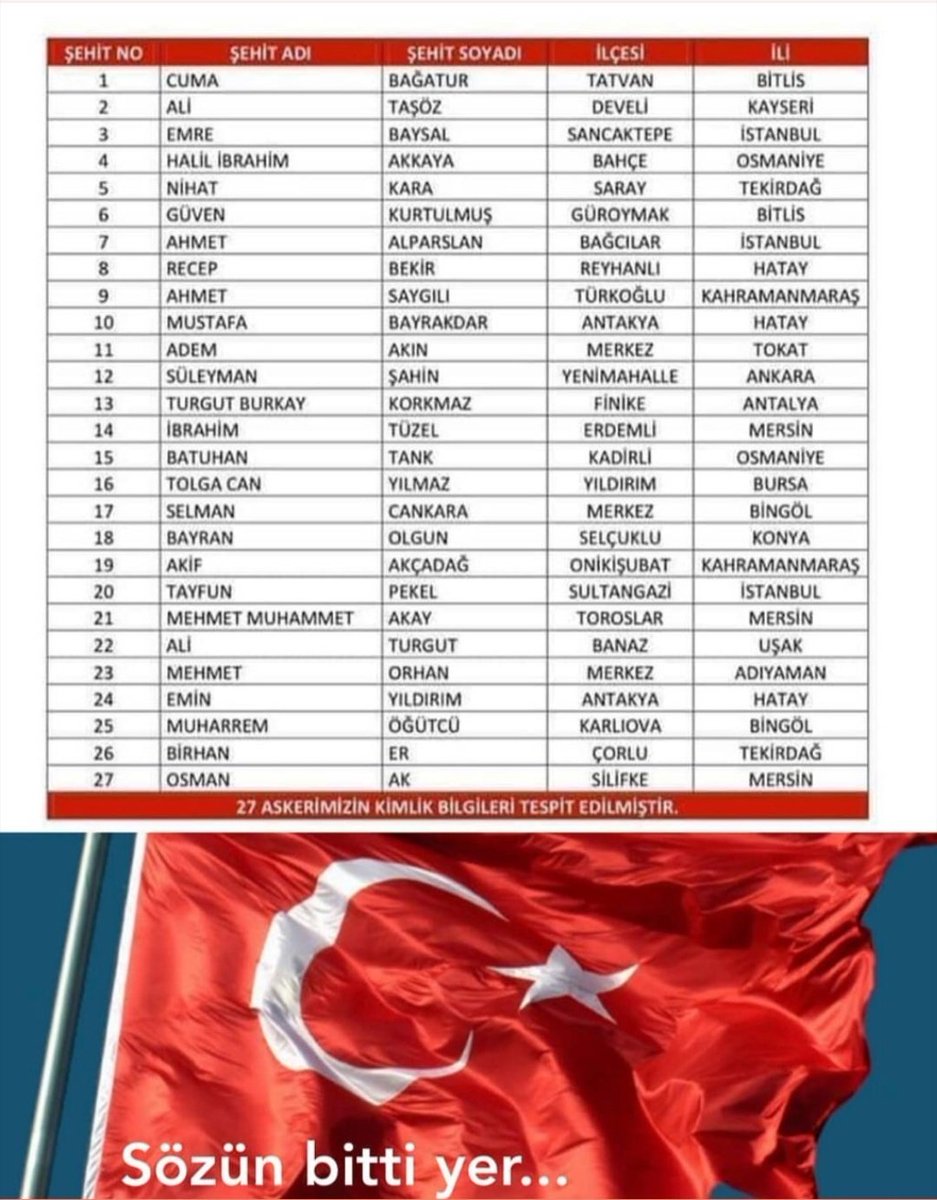 ŞEHİT NO ŞEHİT ADI ŞEHİT SOYADI İLÇESİ İLİ
1 CUMA BAĞATUR TATVAN BİTLİS
2 ALİ TAŞÖZ DEVELİ KAYSERİ
3 EMRE BAYSAL SANCAKTEPE İSTANBUL
4 HALİL İBRAHİM AKKAYA BAHÇE OSMANİYE
5 NİHAT KARA SARAY TEKİRDAĞ
6 GÜVEN KURTULMUŞ GÜROYMAK BİTLİS
7 AHMET ALPARSLAN BAĞCILAR İSTANBUL
8 RECEP BEKİR REYHANLI HATAY
9 AHMET SAYGILI TÜRKOĞLU KAHRAMANMARAŞ
10 MUSTAFA BAYRAKDAR ANTAKYA HATAY
11 ADEM AKIN MERKEZ TOKAT
12 SÜLEYMAN ŞAHİN YENİMAHALLE ANKARA
13 TURGUT BURKAY KORKMAZ FİNİKE ANTALYA
14 İBRAHİM TÜZEL ERDEMLİ MERSİN
15 BATUHAN TANK KADİRLİ OSMANİYE
16 TOLGA CAN YILMAZ YILDIRIM BURSA
17 SELMAN CANKARA MERKEZ BİNGÖL
18 BAYRAN OLGUN SELÇUKLU KONYA
19 AKİF AKÇADAĞ ONİKİŞUBAT KAHRAMANMARAŞ
20 TAYFUN PEKEL SULTANGAZİ İSTANBUL
21 MEHMET MUHAMMET AKAY TOROSLAR MERSİN
22 ALİ TURGUT BANAZ UŞAK
23 MEHMET ORHAN MERKEZ ADIYAMAN
24 EMİN YILDIRIM ANTAKYA HATAY
25 MUHARREM ÖĞÜTCÜ KARLIOVA BİNGÖL
26 BİRHAN ER ÇORLU TEKİRDAĞ
27 OSMAN AK SİLİFKE MERSİN
27 ASKERİMİZİN KİMLİK BİLGİLERİ TESPİT EDİLMİŞTİR.
Sözün bitti yer...